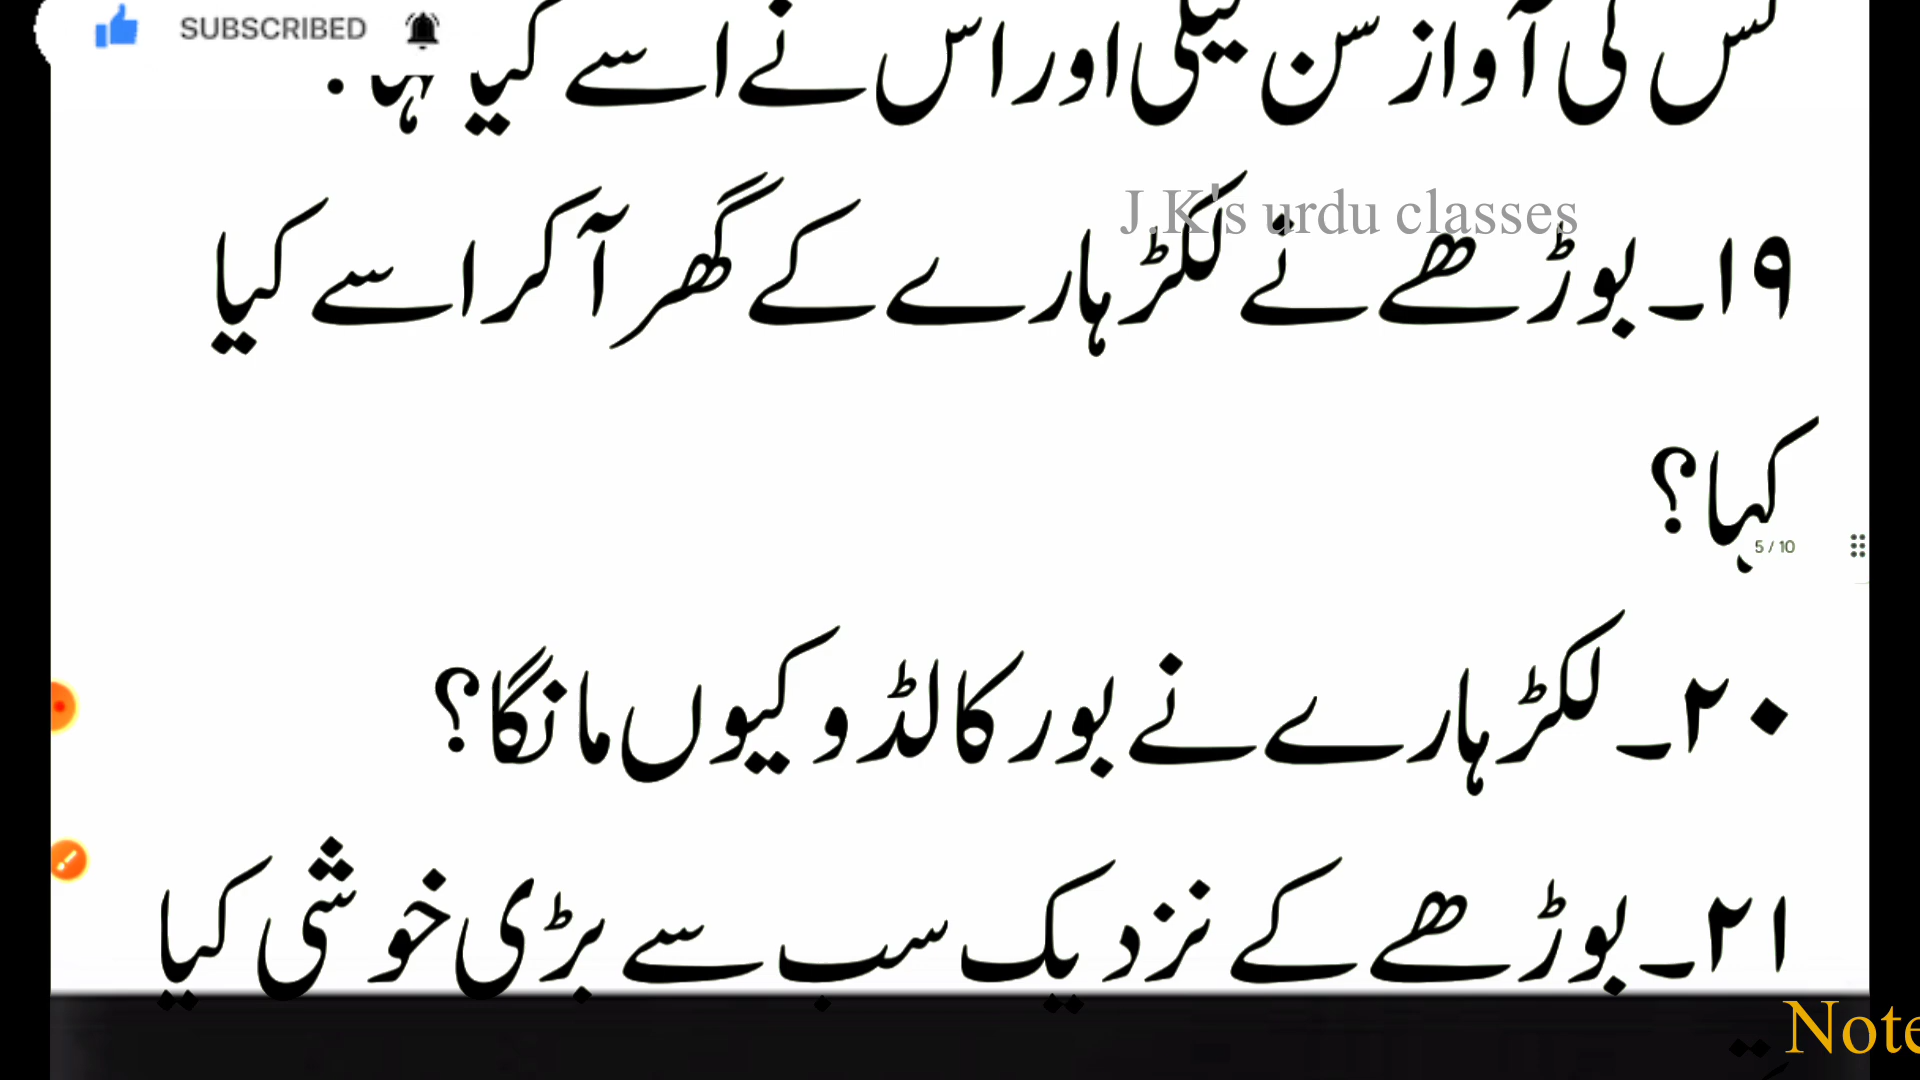 SUBSCRIBED
کس کی آواز سن لی اور اس نے اسے کیا کہا؟
J.K's urdu classes
۱۹۔ بوڑھے نے لکڑہارے کے گھر آ کر اسے کیا
کہا؟
5 / 10
۲۰۔ لکڑہارے نے بور کا لڈو کیوں مانگا؟
۲۱۔ بوڑھے کے نزدیک سب سے بڑی خوشی کیا
Note